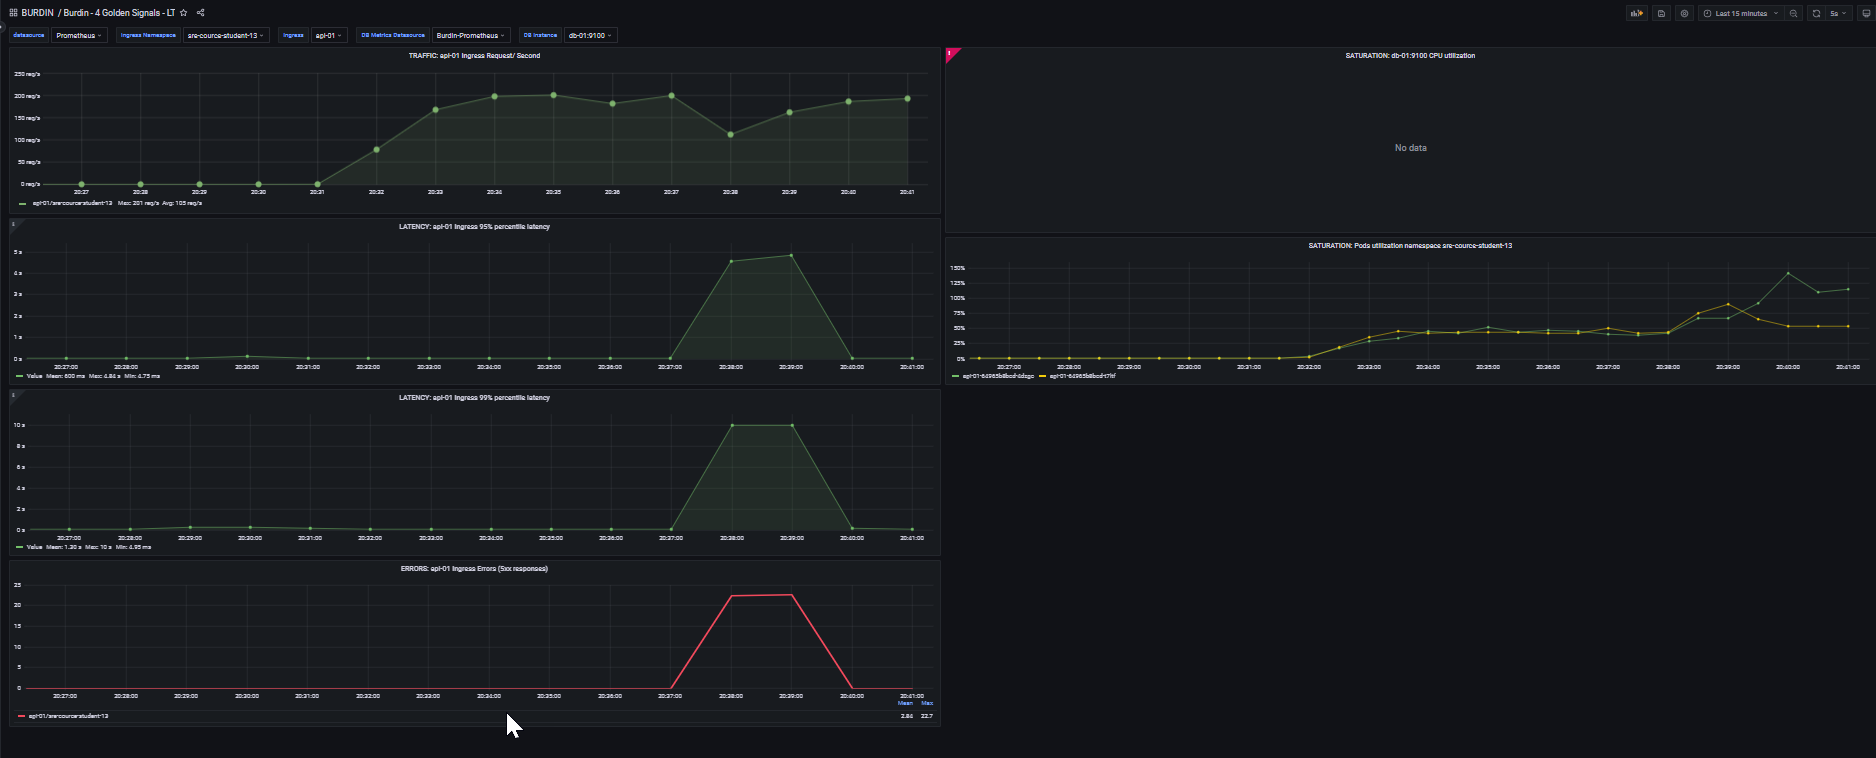 BURDIN / Burdin - 4 Golden Signals - LT
Last 15 minutes 5s
datasource Prometheus Ingress Namespace sre-cource-student-13 Ingress api-01 DB Metrics Datasource Burdin-Prometheus DB Instance db-01:9100
TRAFFIC: api-01 Ingress Request/ Second
250 req/s
200 req/s
150 req/s
100 req/s
50 req/s
0 req/s
20:27 20:28 20:29 20:30 20:31 20:32 20:33 20:34 20:35 20:36 20:37 20:38 20:39 20:40 20:41
api-01/sre-cource-student-13 Max: 201 req/s Avg: 105 req/s
LATENCY: api-01 Ingress 95% percentile latency
5 s
4 s
3 s
2 s
1 s
0 s
20:27:00 20:28:00 20:29:00 20:30:00 20:31:00 20:32:00 20:33:00 20:34:00 20:35:00 20:36:00 20:37:00 20:38:00 20:39:00 20:40:00 20:41:00
Value Mean: 600 ms Max: 4.84 s Min: 4.75 ms
LATENCY: api-01 Ingress 99% percentile latency
10 s
8 s
6 s
4 s
2 s
0 s
20:27:00 20:28:00 20:29:00 20:30:00 20:31:00 20:32:00 20:33:00 20:34:00 20:35:00 20:36:00 20:37:00 20:38:00 20:39:00 20:40:00 20:41:00
Value Mean: 1.30 s Max: 10 s Min: 4.95 ms
ERRORS: api-01 Ingress Errors (5xx responses)
25
20
15
10
5
0
20:27:00 20:28:00 20:29:00 20:30:00 20:31:00 20:32:00 20:33:00 20:34:00 20:35:00 20:36:00 20:37:00 20:38:00 20:39:00 20:40:00 20:41:00
Mean Max
api-01/sre-cource-student-13 2.84 22.7
SATURATION: db-01:9100 CPU utilization
No data
SATURATION: Pods utilization namespace sre-cource-student-13
150%
125%
100%
75%
50%
25%
0%
20:27:00 20:28:00 20:29:00 20:30:00 20:31:00 20:32:00 20:33:00 20:34:00 20:35:00 20:36:00 20:37:00 20:38:00 20:39:00 20:40:00 20:41:00